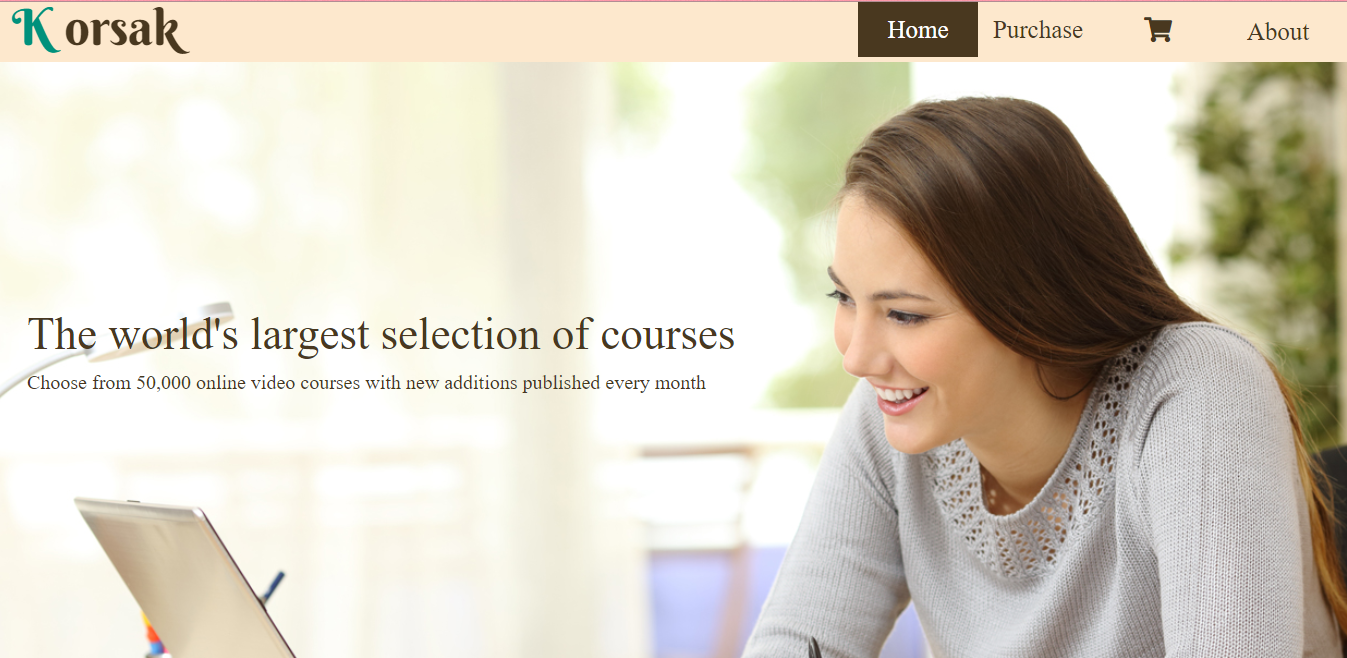 Korsak
Home
Purchase
About
The world's largest selection of courses
Choose from 50,000 online video courses with new additions published every month